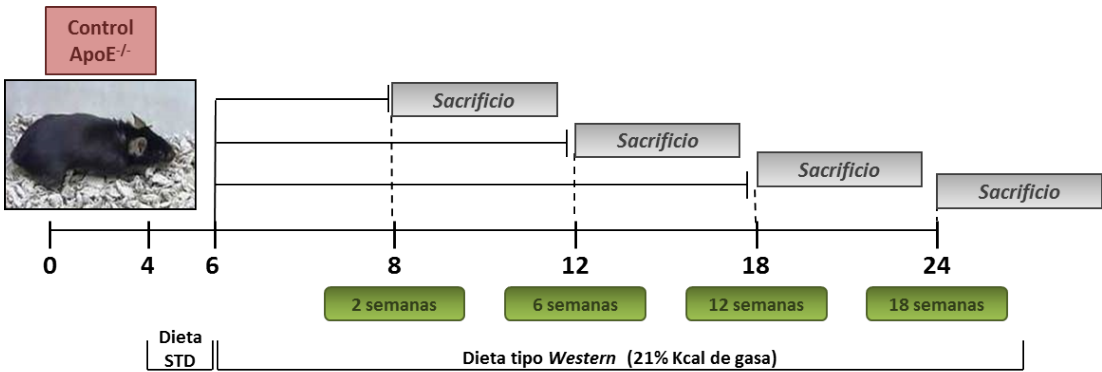 Control
ApoE-/-
Sacrificio
Sacrificio
Sacrificio
Sacrificio
0 4 6 8 12 18 24
2 semanas 6 semanas 12 semanas 18 semanas
Dieta
STD
Dieta tipo Western (21% Kcal de gasa)